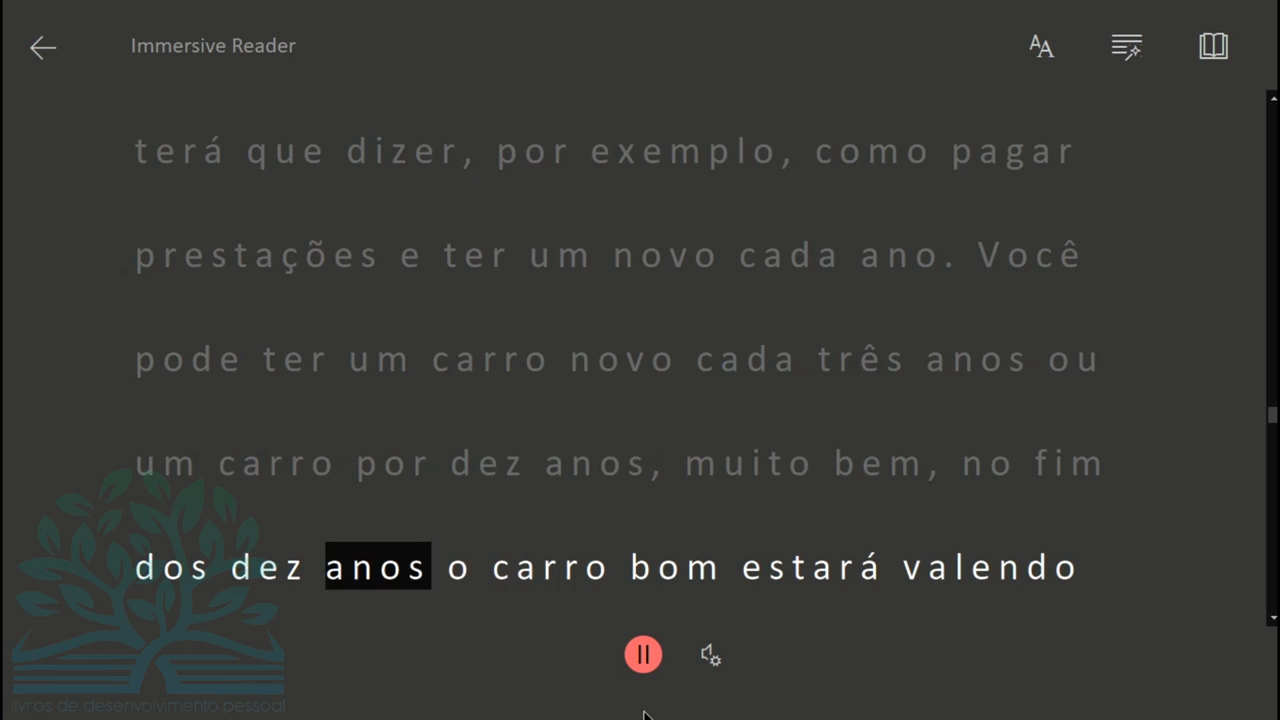 Immersive Reader
terá que dizer, por exemplo, como pagar
prestações e ter um novo cada ano. Você
pode ter um carro novo cada três anos ou
um carro por dez anos, muito bem, no fim
dos dez anos o carro bom estará valendo
livros de desenvolvimento pessoal